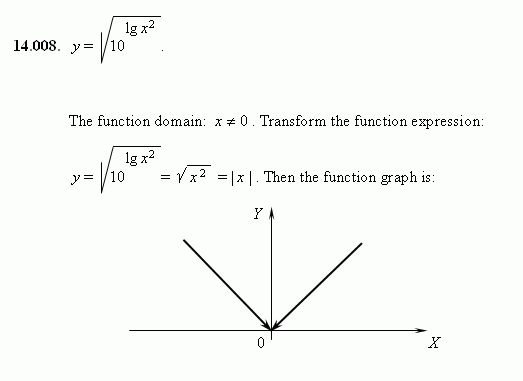 14.008. y = √10^(lg x²) .
The function domain: x ≠ 0 . Transform the function expression:
y = √10^(lg x²) = √x² = | x | . Then the function graph is:
Y
0
X